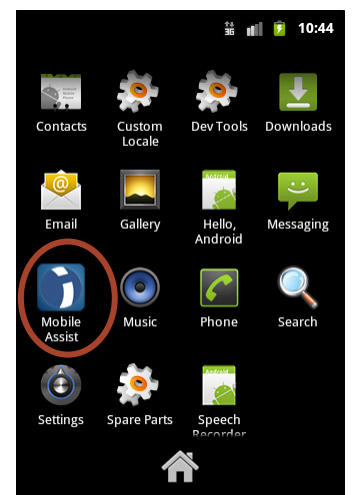 3G 10:44
Contacts Custom Dev Tools Downloads
Locale
Email Gallery Hello, Messaging
Android
Mobile Music Phone Search
Assist
Settings Spare Parts Speech
Recorder